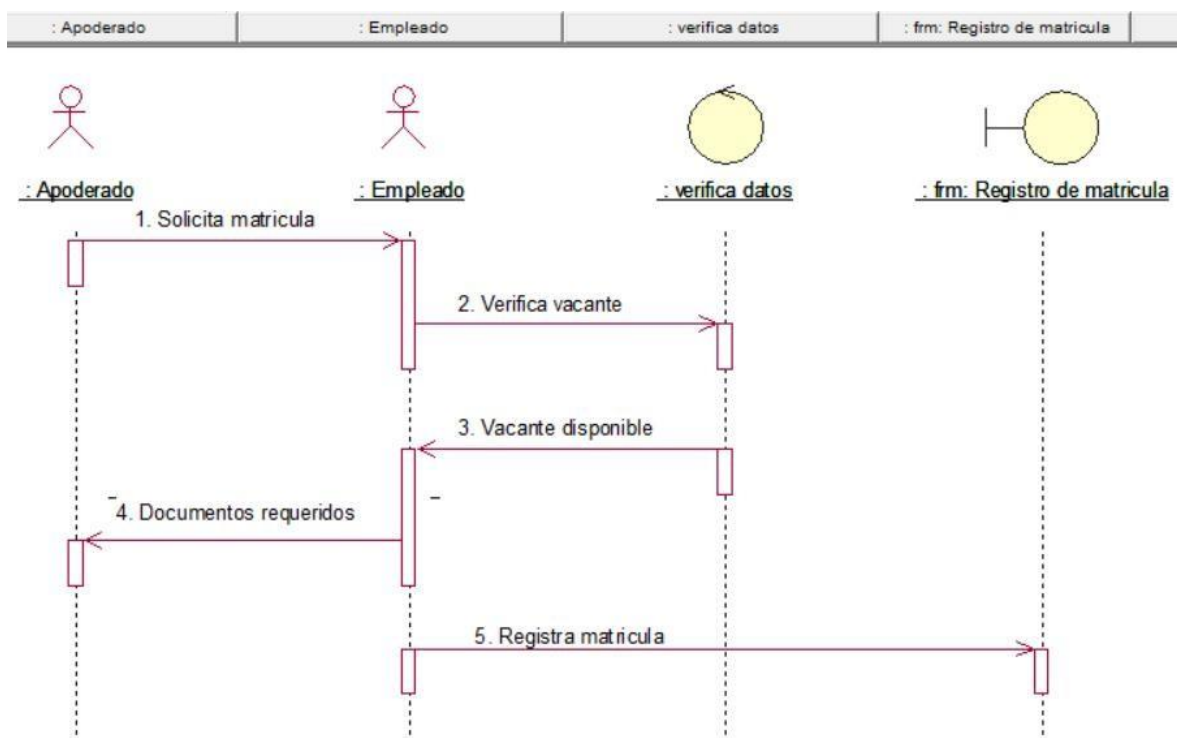 : Apoderado
: Empleado
: verifica datos
: frm: Registro de matricula
: Apoderado
: Empleado
: verifica datos
: frm: Registro de matricula
1. Solicita matricula
2. Verifica vacante
3. Vacante disponible
4. Documentos requeridos
5. Registra matricula